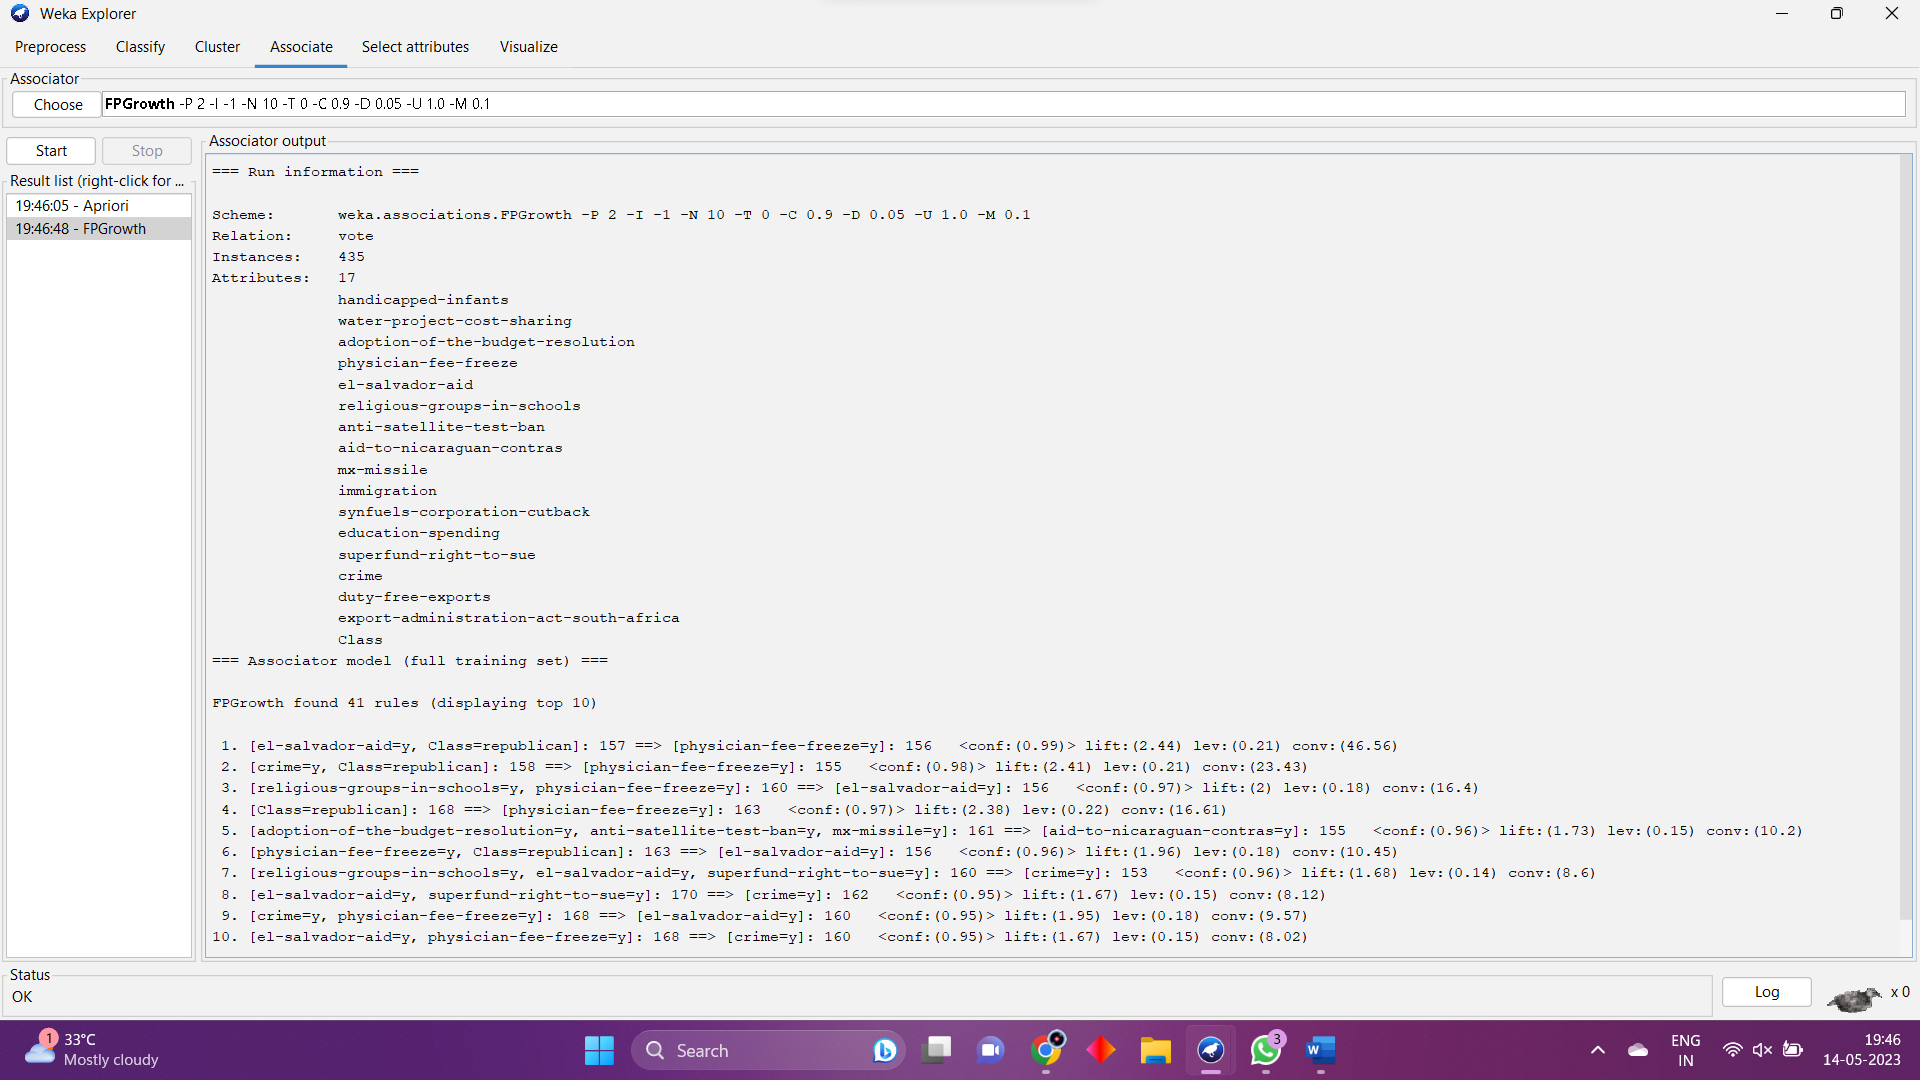 Weka Explorer
Preprocess Classify Cluster Associate Select attributes Visualize
Associator
Choose FPGrowth -P 2 -I -1 -N 10 -T 0 -C 0.9 -D 0.05 -U 1.0 -M 0.1
Start Stop
Result list (right-click for ...
19:46:05 - Apriori
19:46:48 - FPGrowth
Associator output
=== Run information ===
Scheme: weka.associations.FPGrowth -P 2 -I -1 -N 10 -T 0 -C 0.9 -D 0.05 -U 1.0 -M 0.1
Relation: vote
Instances: 435
Attributes: 17
handicapped-infants
water-project-cost-sharing
adoption-of-the-budget-resolution
physician-fee-freeze
el-salvador-aid
religious-groups-in-schools
anti-satellite-test-ban
aid-to-nicaraguan-contras
mx-missile
immigration
synfuels-corporation-cutback
education-spending
superfund-right-to-sue
crime
duty-free-exports
export-administration-act-south-africa
Class
=== Associator model (full training set) ===
FPGrowth found 41 rules (displaying top 10)
1. [el-salvador-aid=y, Class=republican]: 157 ==> [physician-fee-freeze=y]: 156 <conf:(0.99)> lift:(2.44) lev:(0.21) conv:(46.56)
2. [crime=y, Class=republican]: 158 ==> [physician-fee-freeze=y]: 155 <conf:(0.98)> lift:(2.41) lev:(0.21) conv:(23.43)
3. [religious-groups-in-schools=y, physician-fee-freeze=y]: 160 ==> [el-salvador-aid=y]: 156 <conf:(0.97)> lift:(2) lev:(0.18) conv:(16.4)
4. [Class=republican]: 168 ==> [physician-fee-freeze=y]: 163 <conf:(0.97)> lift:(2.38) lev:(0.22) conv:(16.61)
5. [adoption-of-the-budget-resolution=y, anti-satellite-test-ban=y, mx-missile=y]: 161 ==> [aid-to-nicaraguan-contras=y]: 155 <conf:(0.96)> lift:(1.73) lev:(0.15) conv:(10.2)
6. [physician-fee-freeze=y, Class=republican]: 163 ==> [el-salvador-aid=y]: 156 <conf:(0.96)> lift:(1.96) lev:(0.18) conv:(10.45)
7. [religious-groups-in-schools=y, el-salvador-aid=y, superfund-right-to-sue=y]: 160 ==> [crime=y]: 153 <conf:(0.96)> lift:(1.68) lev:(0.14) conv:(8.6)
8. [el-salvador-aid=y, superfund-right-to-sue=y]: 170 ==> [crime=y]: 162 <conf:(0.95)> lift:(1.67) lev:(0.15) conv:(8.12)
9. [crime=y, physician-fee-freeze=y]: 168 ==> [el-salvador-aid=y]: 160 <conf:(0.95)> lift:(1.95) lev:(0.18) conv:(9.57)
10. [el-salvador-aid=y, physician-fee-freeze=y]: 168 ==> [crime=y]: 160 <conf:(0.95)> lift:(1.67) lev:(0.15) conv:(8.02)
Status
OK
Log
x 0
1
33°C
Mostly cloudy
Search
3
W
ENG
IN
19:46
14-05-2023